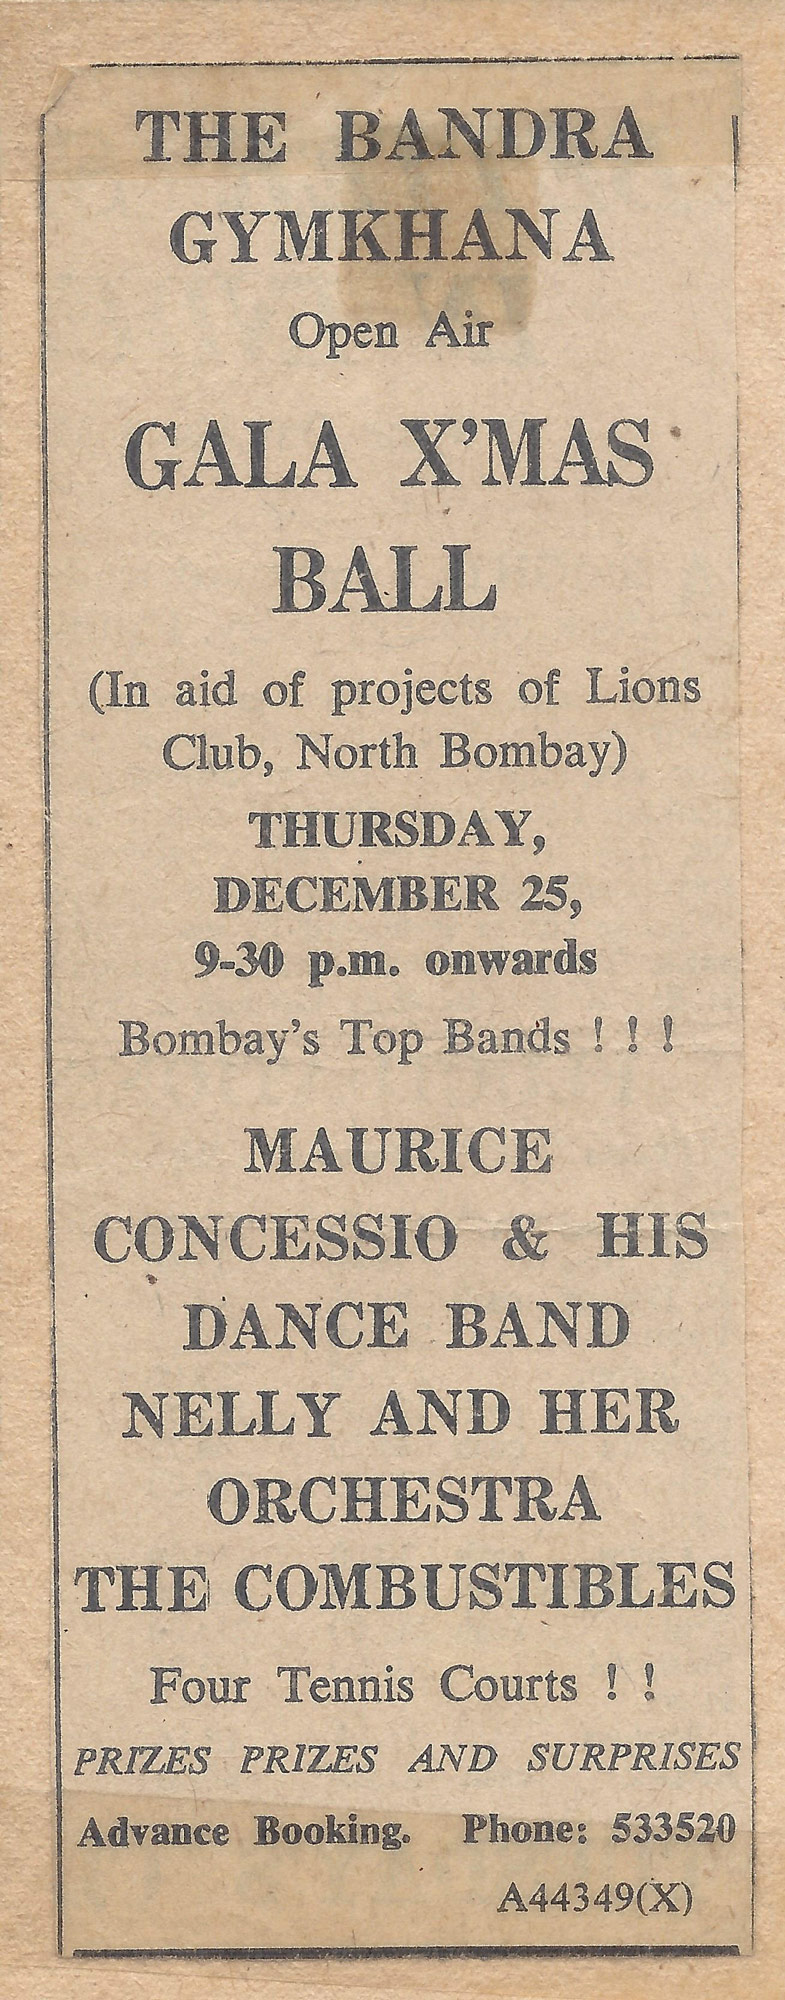 THE BANDRA
GYMKHANA
Open Air
GALA X'MAS
BALL
(In aid of projects of Lions
Club, North Bombay)
THURSDAY,
DECEMBER 25,
9-30 p.m. onwards
Bombay's Top Bands ! ! !
MAURICE
CONCESSIO & HIS
DANCE BAND
NELLY AND HER
ORCHESTRA
THE COMBUSTIBLES
Four Tennis Courts ! !
PRIZES PRIZES AND SURPRISES
Advance Booking. Phone: 533520
A44349(X)